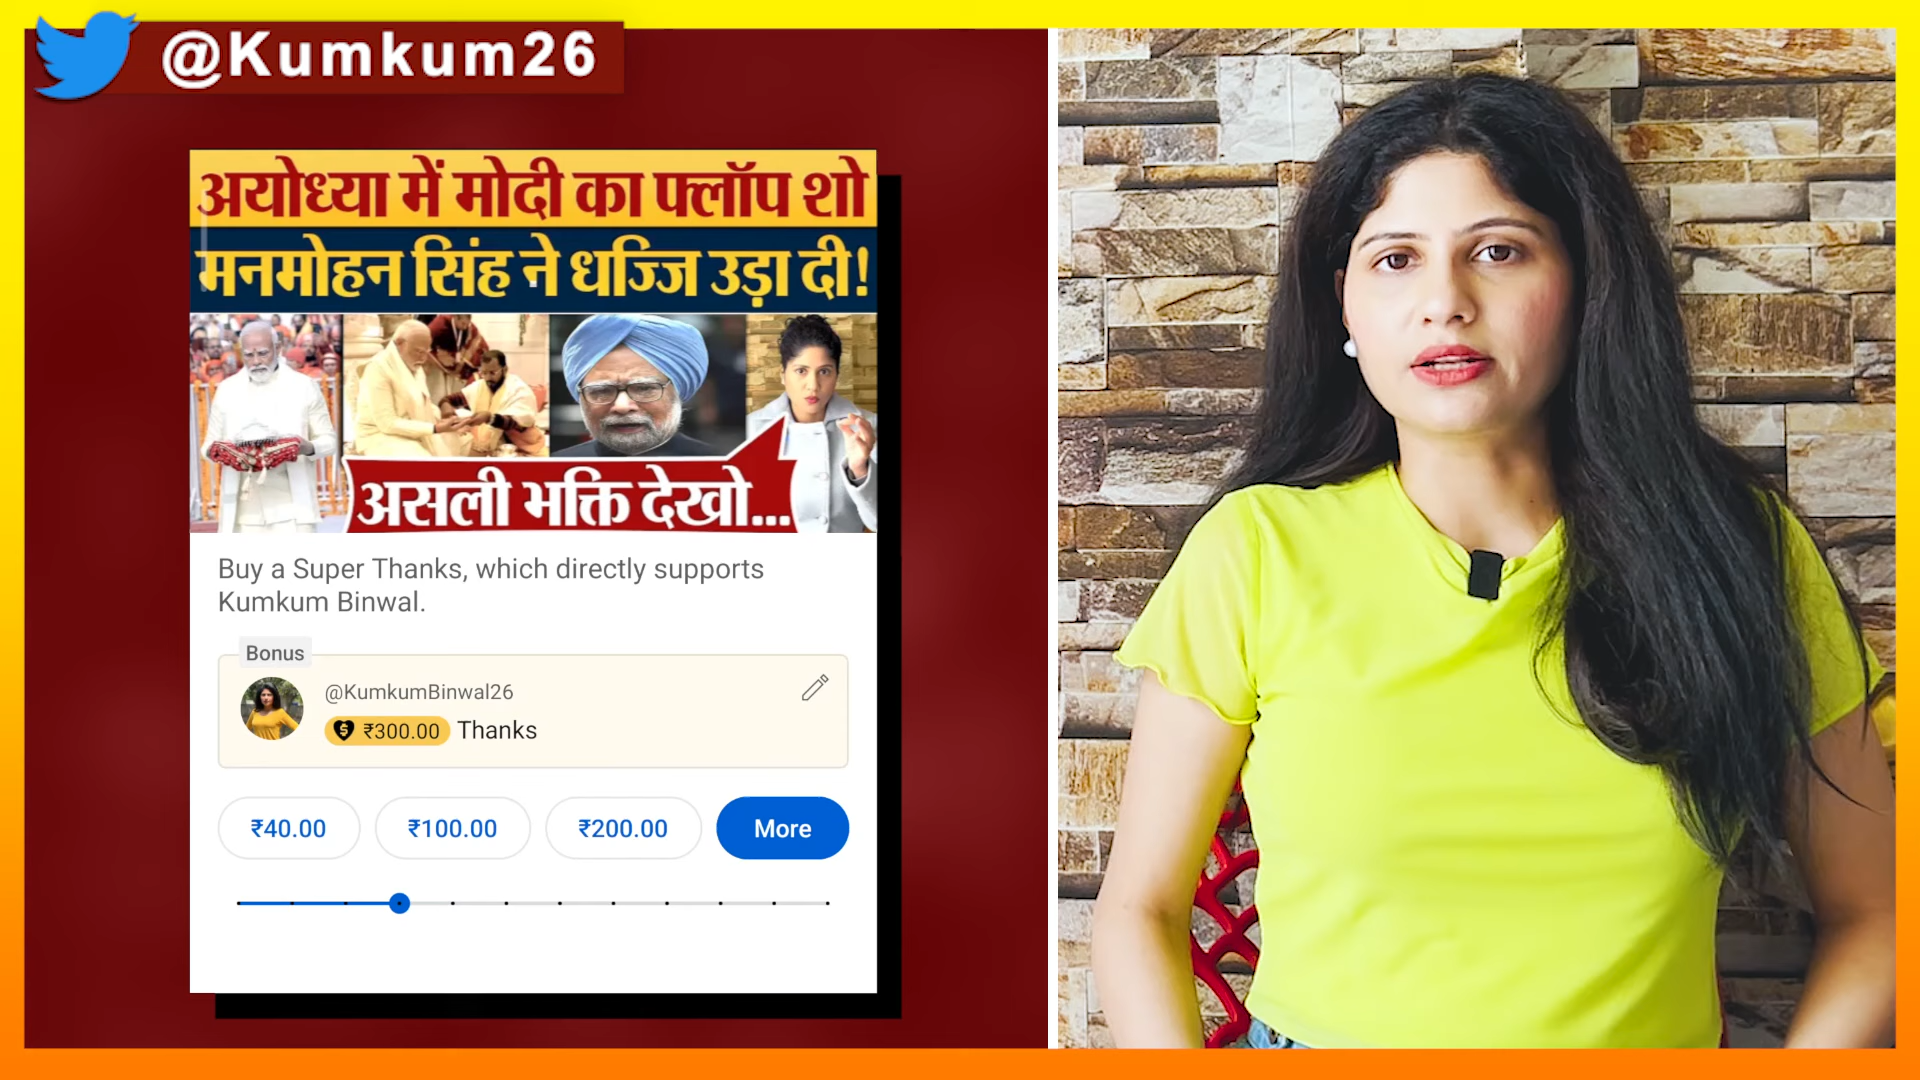 @Kumkum26
अयोध्या में मोदी का फ्लॉप शो
मनमोहन सिंह ने धज्जि उड़ा दी!
असली भक्ति देखो...
Buy a Super Thanks, which directly supports
Kumkum Binwal.
Bonus
@KumkumBinwal26
₹300.00 Thanks
₹40.00 ₹100.00 ₹200.00 More